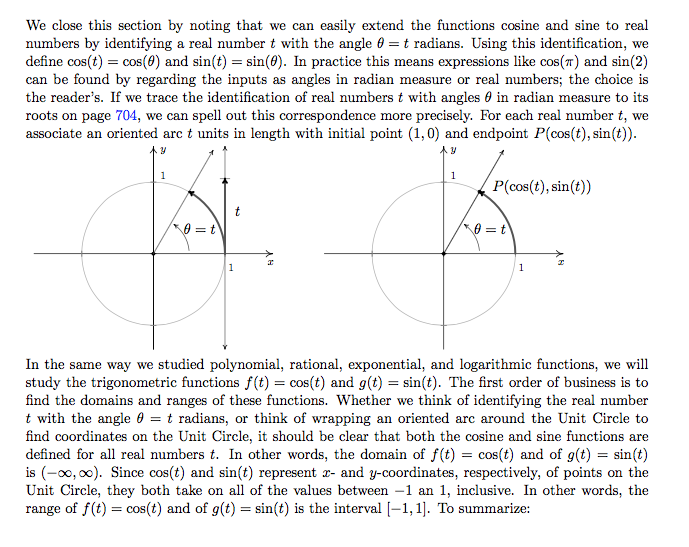 We close this section by noting that we can easily extend the functions cosine and sine to real
numbers by identifying a real number t with the angle θ = t radians. Using this identification, we
define cos(t) = cos(θ) and sin(t) = sin(θ). In practice this means expressions like cos(π) and sin(2)
can be found by regarding the inputs as angles in radian measure or real numbers; the choice is
the reader's. If we trace the identification of real numbers t with angles θ in radian measure to its
roots on page 704, we can spell out this correspondence more precisely. For each real number t, we
associate an oriented arc t units in length with initial point (1, 0) and endpoint P(cos(t), sin(t)).
y
1
t
θ = t
1
x
y
1
P(cos(t), sin(t))
θ = t
1
x
In the same way we studied polynomial, rational, exponential, and logarithmic functions, we will
study the trigonometric functions f(t) = cos(t) and g(t) = sin(t). The first order of business is to
find the domains and ranges of these functions. Whether we think of identifying the real number
t with the angle θ = t radians, or think of wrapping an oriented arc around the Unit Circle to
find coordinates on the Unit Circle, it should be clear that both the cosine and sine functions are
defined for all real numbers t. In other words, the domain of f(t) = cos(t) and of g(t) = sin(t)
is (−∞, ∞). Since cos(t) and sin(t) represent x- and y-coordinates, respectively, of points on the
Unit Circle, they both take on all of the values between −1 an 1, inclusive. In other words, the
range of f(t) = cos(t) and of g(t) = sin(t) is the interval [−1, 1]. To summarize: